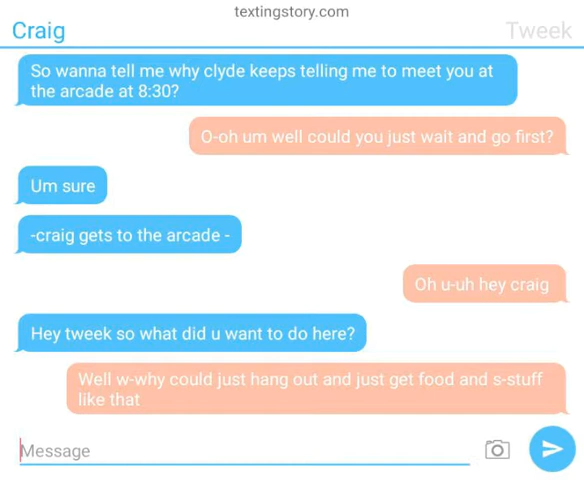 textingstory.com
Craig
Tweek
So wanna tell me why clyde keeps telling me to meet you at
the arcade at 8:30?
O-oh um well could you just wait and go first?
Um sure
-craig gets to the arcade -
Oh u-uh hey craig
Hey tweek so what did u want to do here?
Well w-why could just hang out and just get food and s-stuff
like that
Message